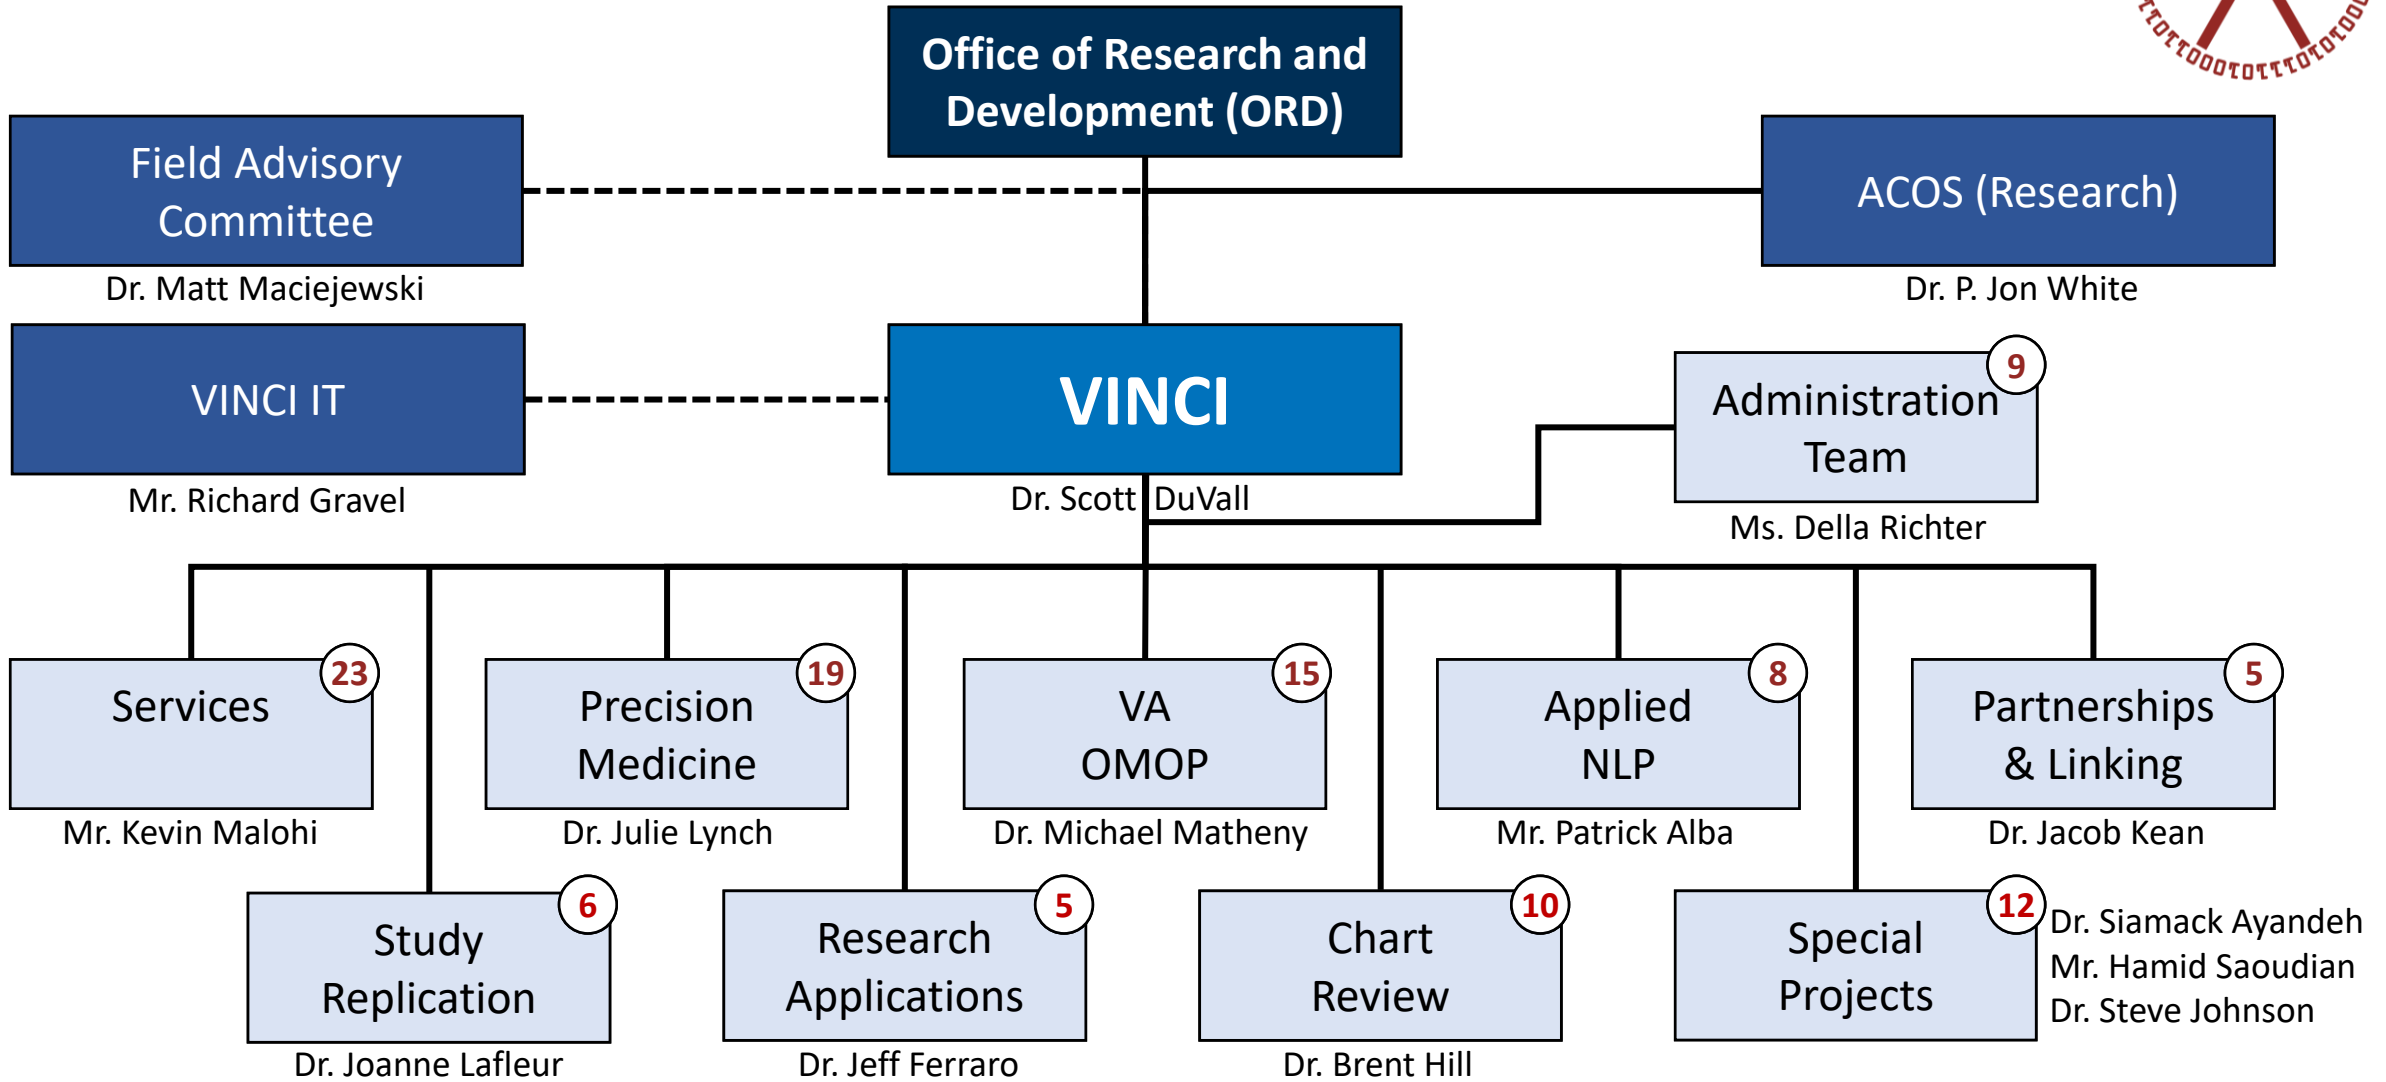 Office of Research and
Development (ORD)
Field Advisory
Committee
Dr. Matt Maciejewski
ACOS (Research)
Dr. P. Jon White
VINCI IT
Mr. Richard Gravel
VINCI
Dr. Scott DuVall
9
Administration
Team
Ms. Della Richter
23
Services
Mr. Kevin Malohi
19
Precision
Medicine
Dr. Julie Lynch
15
VA
OMOP
Dr. Michael Matheny
8
Applied
NLP
Mr. Patrick Alba
5
Partnerships
& Linking
Dr. Jacob Kean
6
Study
Replication
Dr. Joanne Lafleur
5
Research
Applications
Dr. Jeff Ferraro
10
Chart
Review
Dr. Brent Hill
12
Special
Projects
Dr. Siamack Ayandeh
Mr. Hamid Saoudian
Dr. Steve Johnson